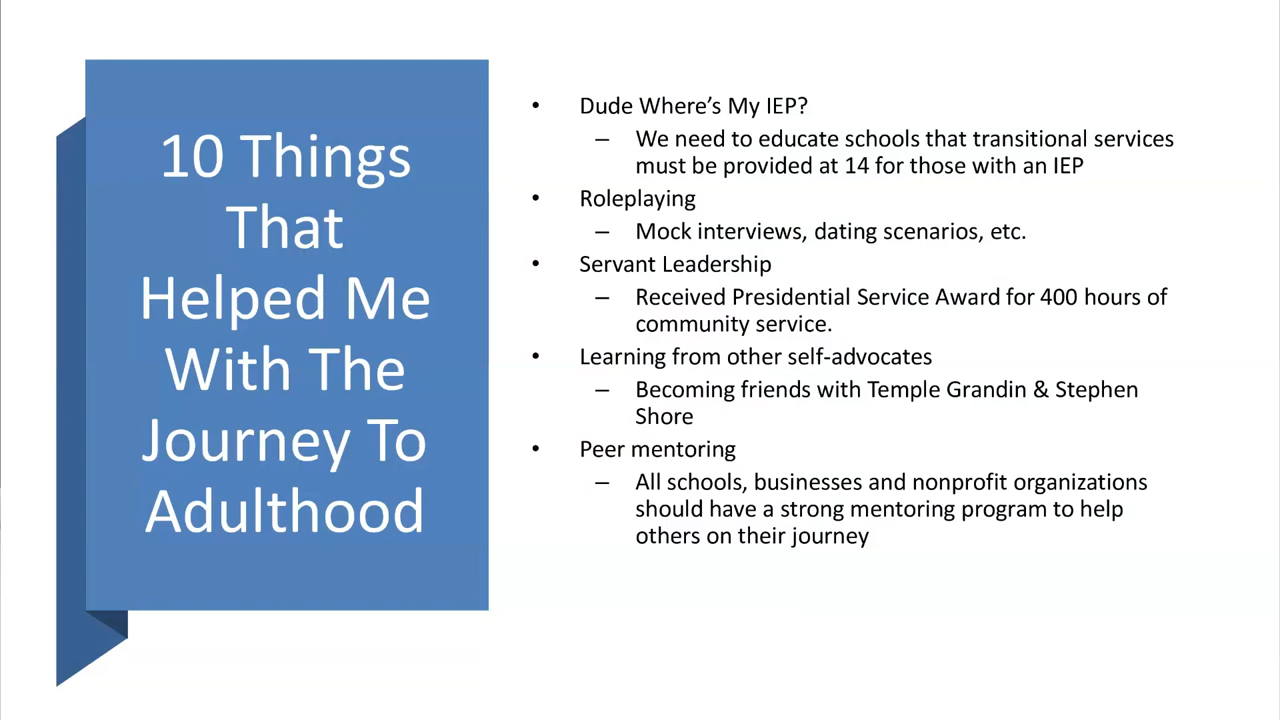 10 Things
That
Helped Me
With The
Journey To
Adulthood
• Dude Where’s My IEP?
– We need to educate schools that transitional services
must be provided at 14 for those with an IEP
• Roleplaying
– Mock interviews, dating scenarios, etc.
• Servant Leadership
– Received Presidential Service Award for 400 hours of
community service.
• Learning from other self-advocates
– Becoming friends with Temple Grandin & Stephen
Shore
• Peer mentoring
– All schools, businesses and nonprofit organizations
should have a strong mentoring program to help
others on their journey